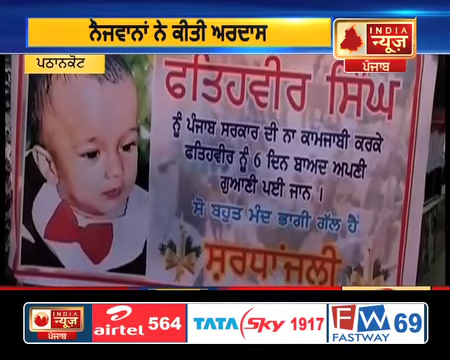 ਨੌਜਵਾਨਾਂ ਨੇ ਕੀਤੀ ਅਰਦਾਸ
ਪਠਾਨਕੋਟ
INDIA
ਨਿਊਜ਼
ਪੰਜਾਬ
ਫਤਿਹਵੀਰ ਸਿੰਘ
ਨੂੰ ਪੰਜਾਬ ਸਰਕਾਰ ਦੀ ਨਾ ਕਾਮਜਾਬੀ ਕਰਕੇ
ਫਤਿਹਵੀਰ ਨੂੰ 6 ਦਿਨ ਬਾਅਦ ਅਪਣੀ
ਗੁਆਣੀ ਪਈ ਜਾਨ ।
ਸੋ ਬਹੁਤ ਮੰਦ ਭਾਗੀ ਗੱਲ ਹੈ
ਸ਼ਰਧਾਂਜਲੀ
INDIA
ਨਿਊਜ਼
ਪੰਜਾਬ
airtel 564
TATA sky 1917
FW FASTWAY 69